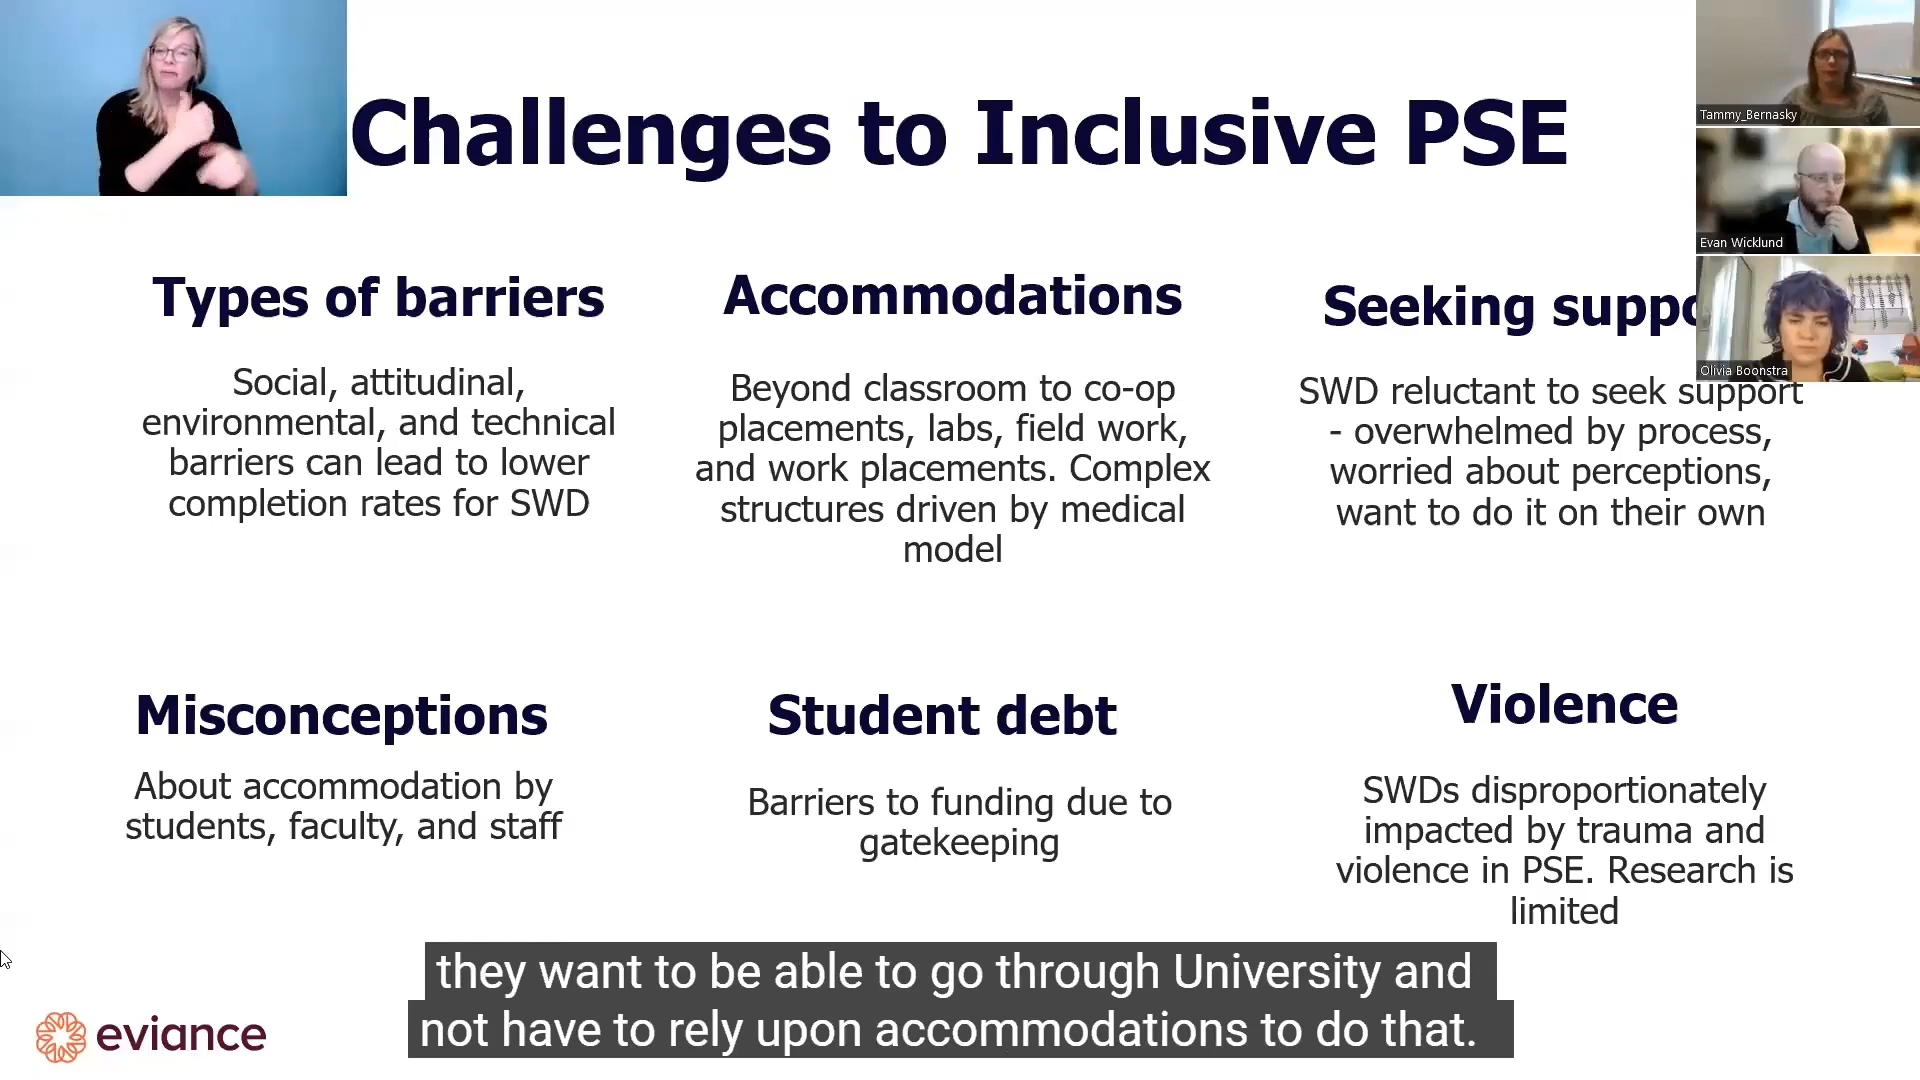 Challenges to Inclusive PSE
Tammy_Bernasky
Evan Wicklund
Olivia Boonstra
Types of barriers
Social, attitudinal,
environmental, and technical
barriers can lead to lower
completion rates for SWD
Accommodations
Beyond classroom to co-op
placements, labs, field work,
and work placements. Complex
structures driven by medical
model
Seeking suppo
SWD reluctant to seek support
- overwhelmed by process,
worried about perceptions,
want to do it on their own
Misconceptions
About accommodation by
students, faculty, and staff
Student debt
Barriers to funding due to
gatekeeping
Violence
SWDs disproportionately
impacted by trauma and
violence in PSE. Research is
limited
they want to be able to go through University and
not have to rely upon accommodations to do that.
eviance